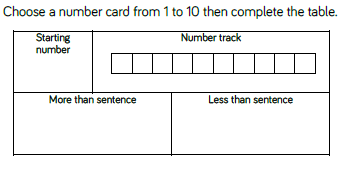 Choose a number card from 1 to 10 then complete the table.
Starting number
Number track
More than sentence
Less than sentence